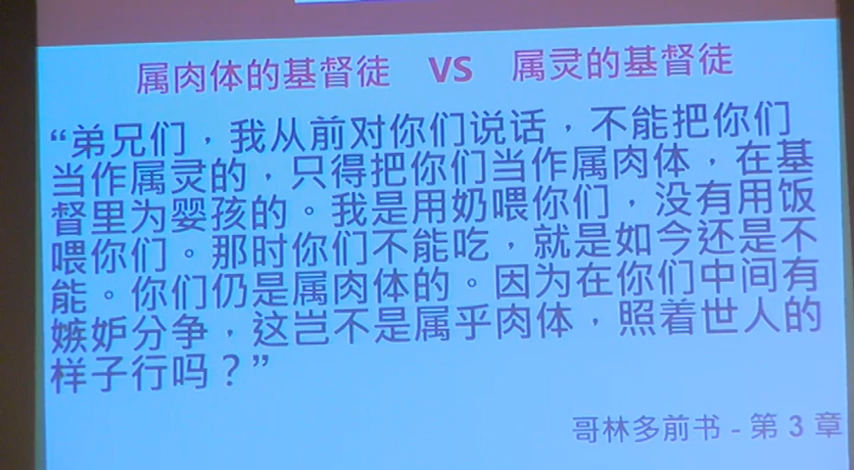 属肉体的基督徒 VS 属灵的基督徒
“弟兄们，我从前对你们说话，不能把你们
当作属灵的，只得把你们当作属肉体，在基
督里为婴孩的。我是用奶喂你们，没有用饭
喂你们。那时你们不能吃，就是如今还是不
能。你们仍是属肉体的。因为在你们中间有
嫉妒分争，这岂不是属乎肉体，照着世人的
样子行吗？”
哥林多前书 - 第 3 章